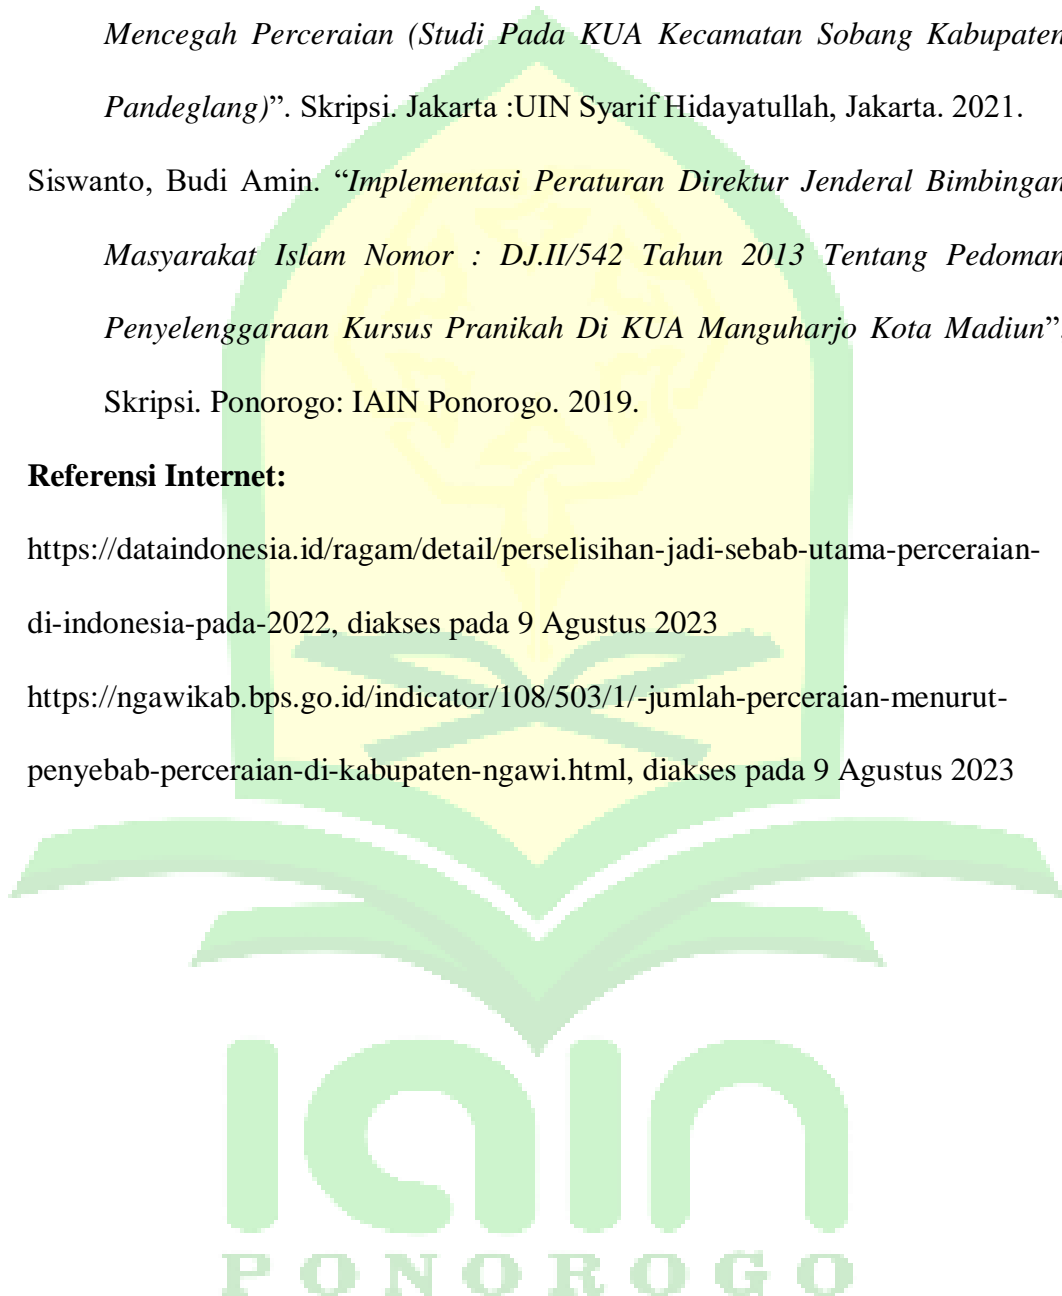 Mencegah Perceraian (Studi Pada KUA Kecamatan Sobang Kabupaten
Pandeglang)”. Skripsi. Jakarta :UIN Syarif Hidayatullah, Jakarta. 2021.
Siswanto, Budi Amin. “Implementasi Peraturan Direktur Jenderal Bimbingan
Masyarakat Islam Nomor : DJ.II/542 Tahun 2013 Tentang Pedoman
Penyelenggaraan Kursus Pranikah Di KUA Manguharjo Kota Madiun”.
Skripsi. Ponorogo: IAIN Ponorogo. 2019.
Referensi Internet:
https://dataindonesia.id/ragam/detail/perselisihan-jadi-sebab-utama-perceraian-
di-indonesia-pada-2022, diakses pada 9 Agustus 2023
https://ngawikab.bps.go.id/indicator/108/503/1/-jumlah-perceraian-menurut-
penyebab-perceraian-di-kabupaten-ngawi.html, diakses pada 9 Agustus 2023
iain
PONOROGO